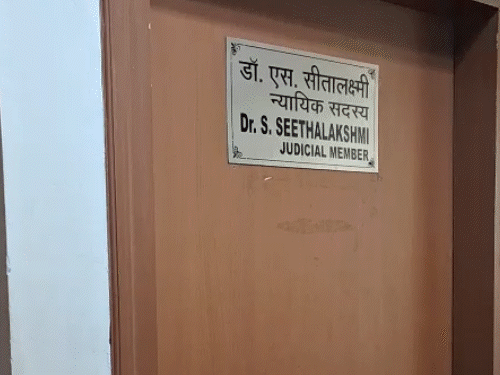 डॉ. एस. सीतालक्ष्मी
न्यायिक सदस्य
Dr. S. SEETHALAKSHMI
JUDICIAL MEMBER